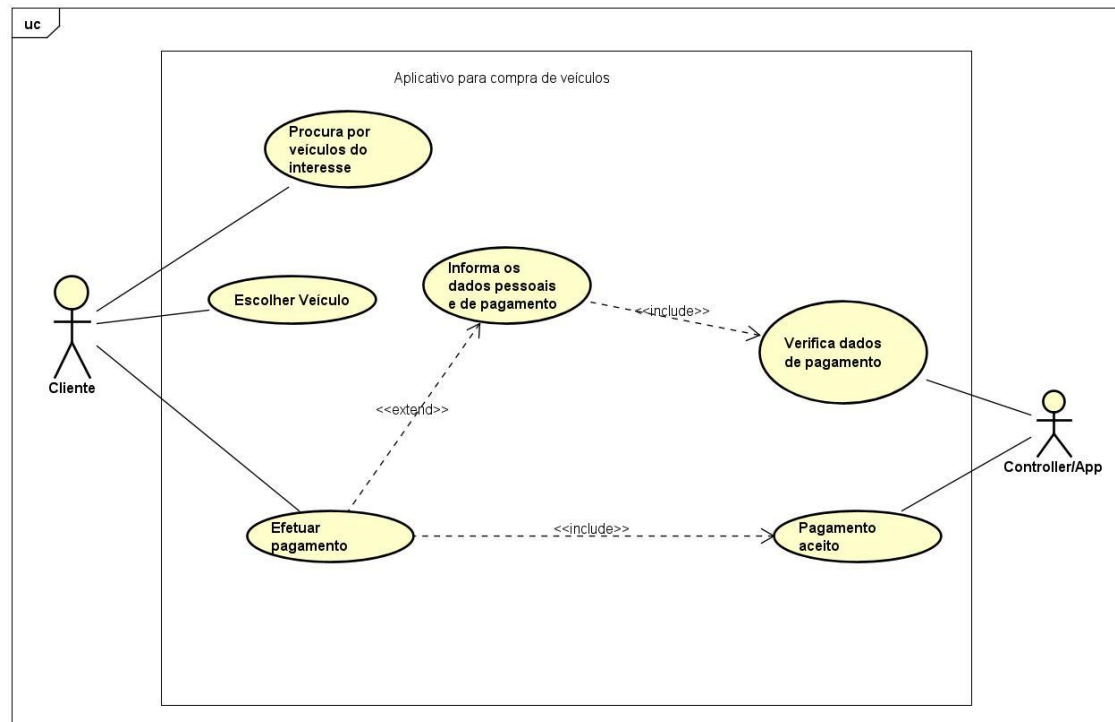 uc
Aplicativo para compra de veículos
Procura por
veículos do
interesse
Informa os
dados pessoais
e de pagamento
Escolher Veículo
<<include>>
Verifica dados
de pagamento
Cliente
<<extend>>
Controller/App
Efetuar
pagamento
<<include>>
Pagamento
aceito